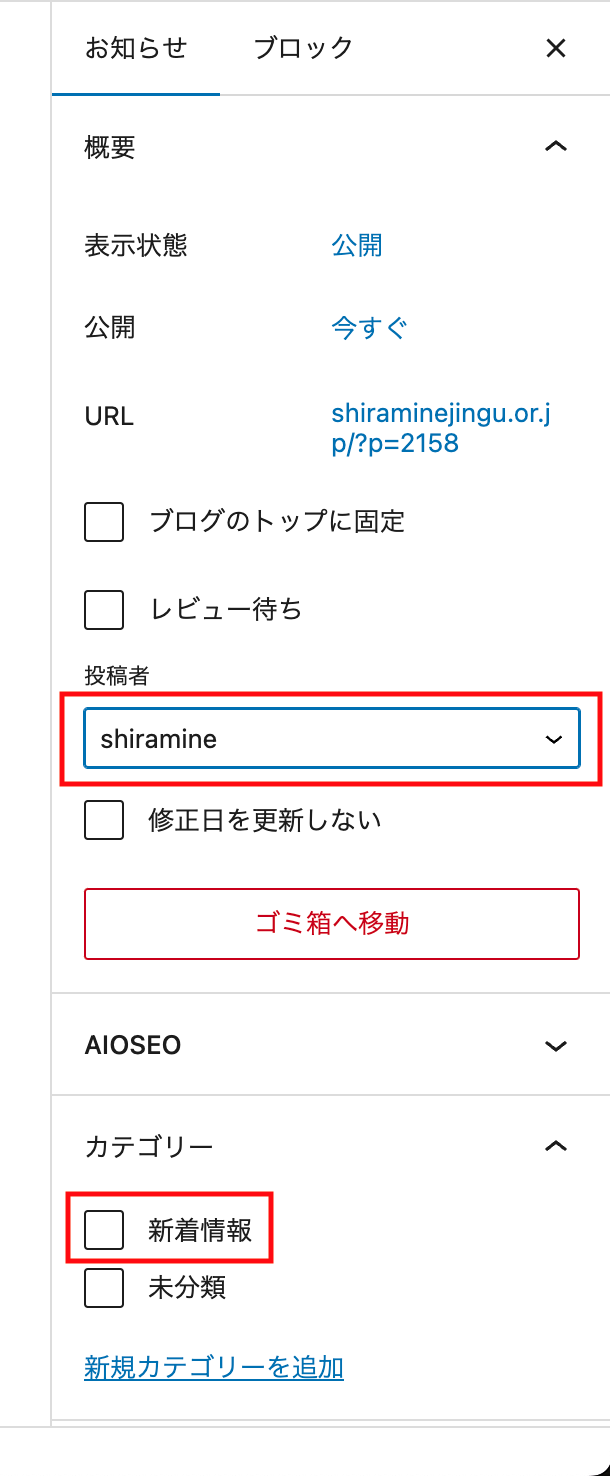 お知らせ ブロック
概要
表示状態 公開
公開 今すぐ
URL shiraminejingu.or.j
p/?p=2158
ブログのトップに固定
レビュー待ち
投稿者
shiramine
修正日を更新しない
ゴミ箱へ移動
AIOSEO
カテゴリー
新着情報
未分類
新規カテゴリーを追加